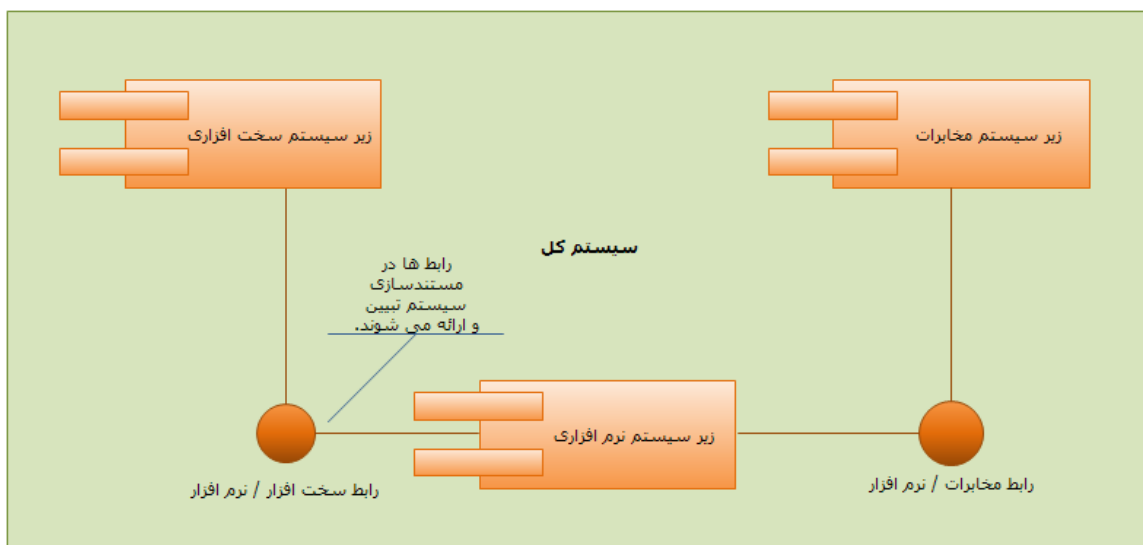 زیر سیستم مخابرات
زیر سیستم سخت افزاری
سیستم کل
رابط ها در
مستندسازی
سیستم تبیین
و ارائه می شوند.
زیر سیستم نرم افزاری
رابط مخابرات / نرم افزار
رابط سخت افزار / نرم افزار